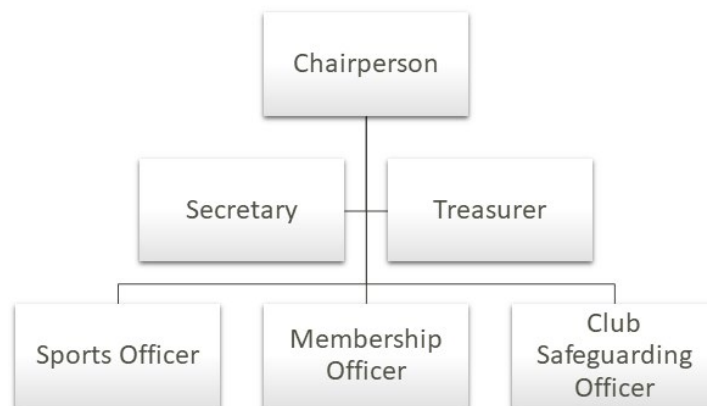 Chairperson
Secretary
Treasurer
Sports Officer
Membership
Officer
Club
Safeguarding
Officer